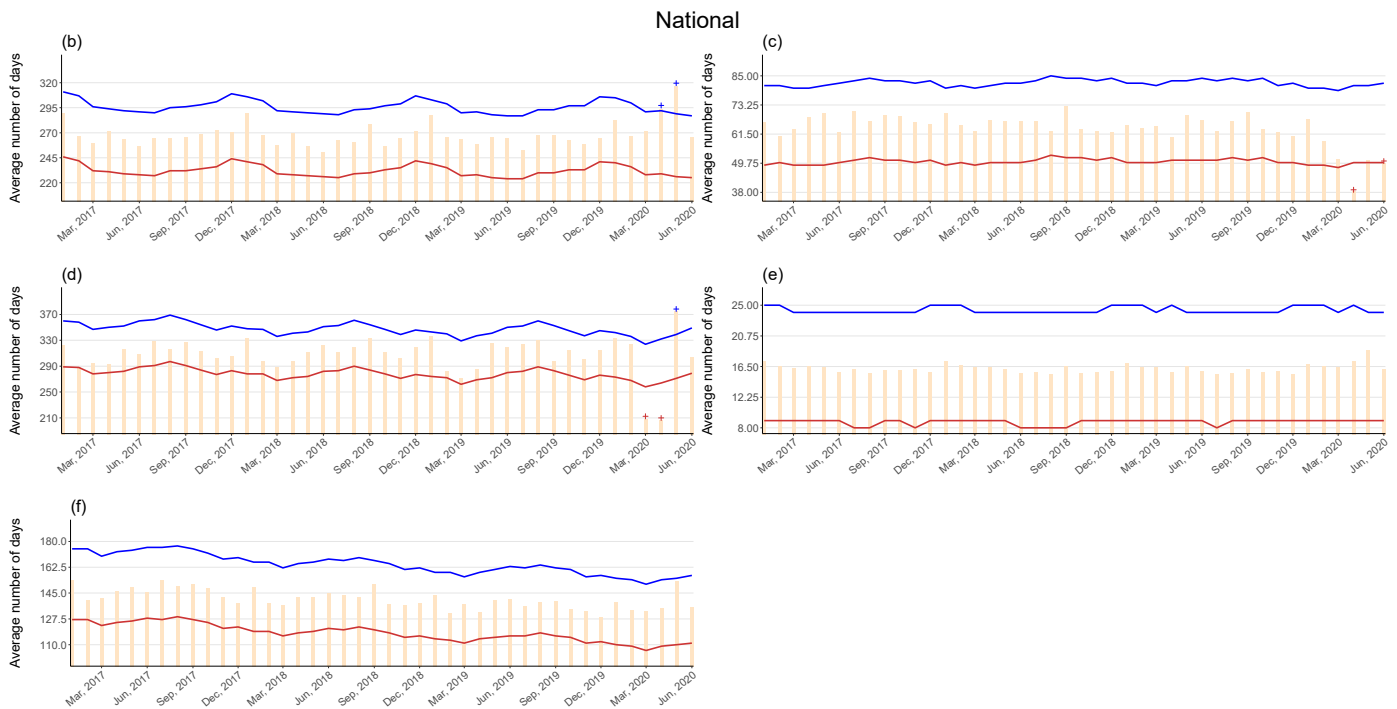 National
(b)
Average number of days
320
295
270
245
220
Mar, 2017
Jun, 2017
Sep, 2017
Dec, 2017
Mar, 2018
Jun, 2018
Sep, 2018
Dec, 2018
Mar, 2019
Jun, 2019
Sep, 2019
Dec, 2019
Mar, 2020
Jun, 2020
(c)
Average number of days
85.00
73.25
61.50
49.75
38.00
Mar, 2017
Jun, 2017
Sep, 2017
Dec, 2017
Mar, 2018
Jun, 2018
Sep, 2018
Dec, 2018
Mar, 2019
Jun, 2019
Sep, 2019
Dec, 2019
Mar, 2020
Jun, 2020
(d)
Average number of days
370
330
290
250
210
Mar, 2017
Jun, 2017
Sep, 2017
Dec, 2017
Mar, 2018
Jun, 2018
Sep, 2018
Dec, 2018
Mar, 2019
Jun, 2019
Sep, 2019
Dec, 2019
Mar, 2020
Jun, 2020
(e)
Average number of days
25.00
20.75
16.50
12.25
8.00
Mar, 2017
Jun, 2017
Sep, 2017
Dec, 2017
Mar, 2018
Jun, 2018
Sep, 2018
Dec, 2018
Mar, 2019
Jun, 2019
Sep, 2019
Dec, 2019
Mar, 2020
Jun, 2020
(f)
Average number of days
180.0
162.5
145.0
127.5
110.0
Mar, 2017
Jun, 2017
Sep, 2017
Dec, 2017
Mar, 2018
Jun, 2018
Sep, 2018
Dec, 2018
Mar, 2019
Jun, 2019
Sep, 2019
Dec, 2019
Mar, 2020
Jun, 2020